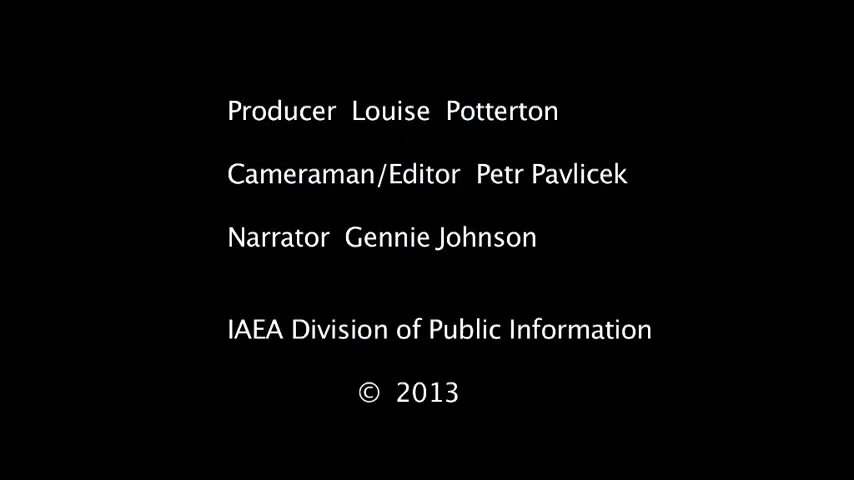 Producer Louise Potterton
Cameraman/Editor Petr Pavlicek
Narrator Gennie Johnson
IAEA Division of Public Information
© 2013